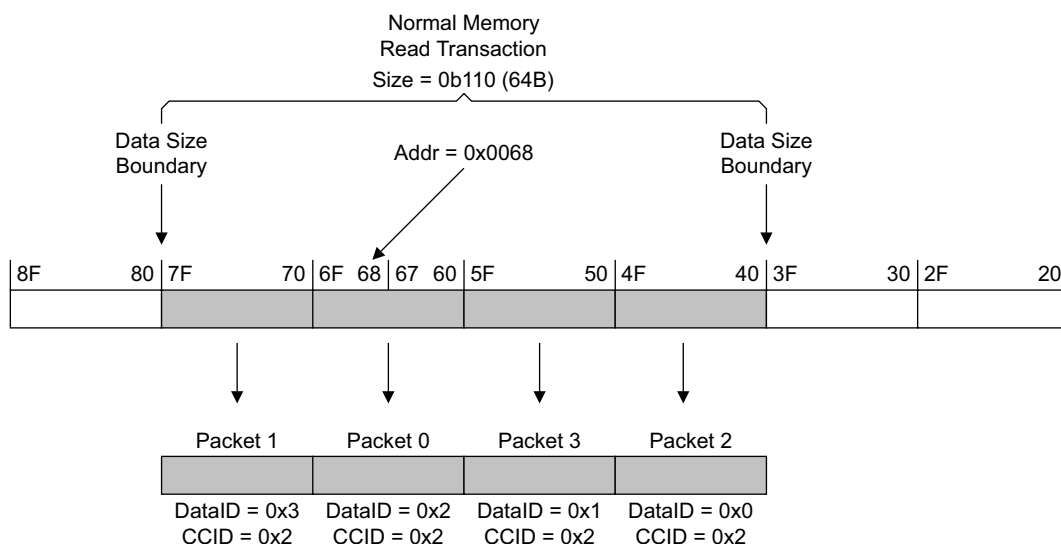 Normal Memory
Read Transaction
Size = 0b110 (64B)
Data Size
Boundary
Addr = 0x0068
Data Size
Boundary
8F 80 7F 70 6F 68 67 60 5F 50 4F 40 3F 30 2F 20
Packet 1 Packet 0 Packet 3 Packet 2
DataID = 0x3 DataID = 0x2 DataID = 0x1 DataID = 0x0
CCID = 0x2 CCID = 0x2 CCID = 0x2 CCID = 0x2